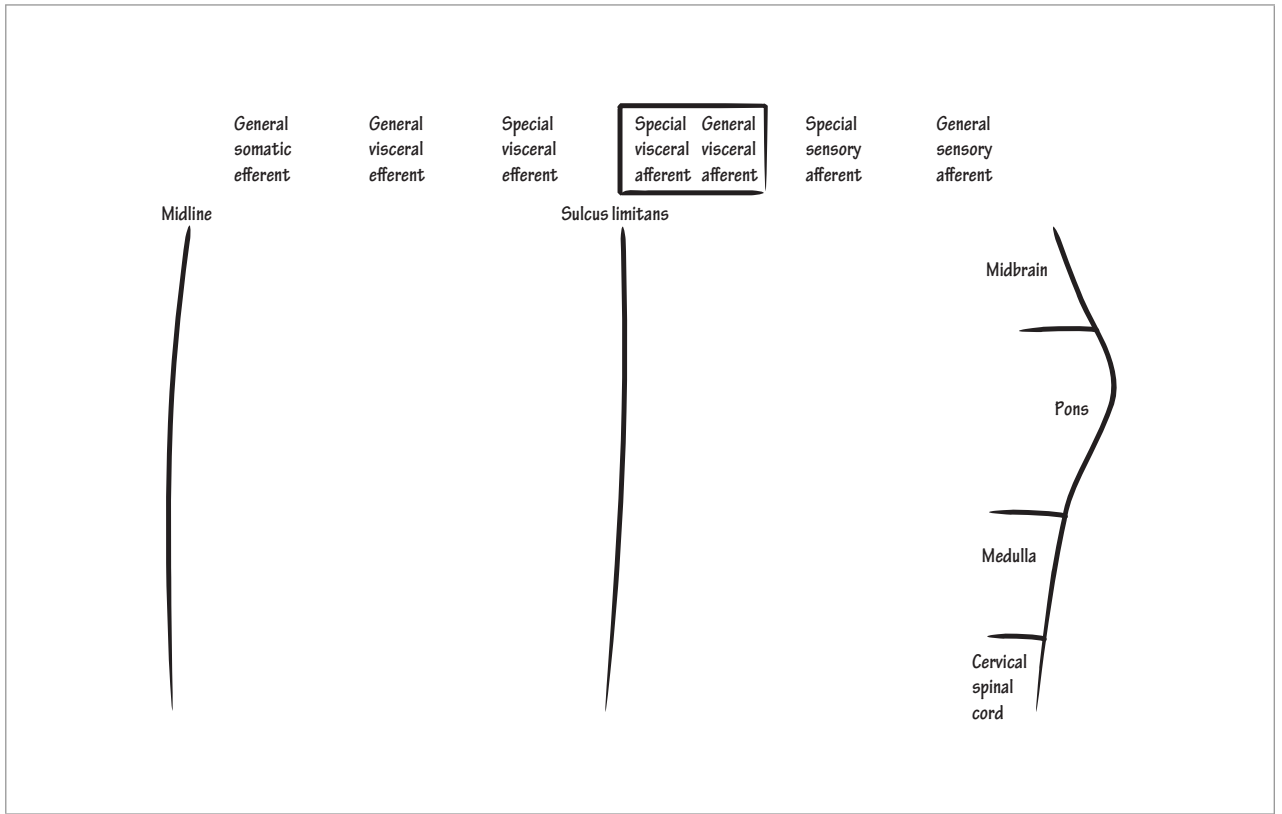 General
somatic
efferent
General
visceral
efferent
Special
visceral
efferent
Special
visceral
afferent
General
visceral
afferent
Special
sensory
afferent
General
sensory
afferent
Midline
Sulcus limitans
Midbrain
Pons
Medulla
Cervical
spinal
cord